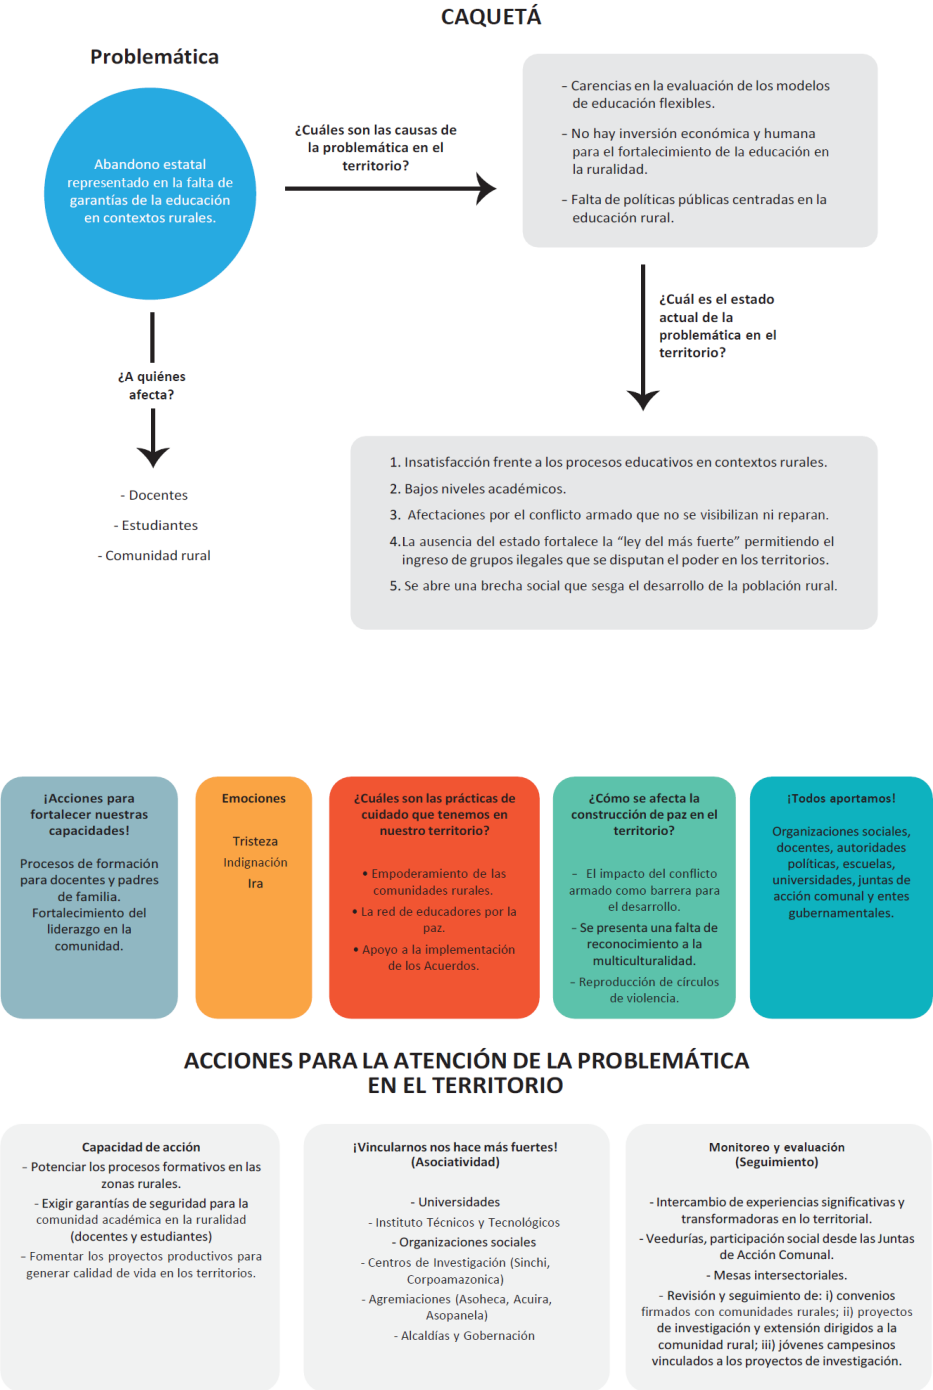 CAQUETÁ
Problemática
Abandono estatal
representado en la falta de
garantías de la educación
en contextos rurales.
¿Cuáles son las causas de
la problemática en el
territorio?
– Carencias en la evaluación de los modelos
de educación flexibles.
– No hay inversión económica y humana
para el fortalecimiento de la educación en
la ruralidad.
– Falta de políticas públicas centradas en la
educación rural.
¿Cuál es el estado
actual de la
problemática en el
territorio?
¿A quiénes
afecta?
- Docentes
- Estudiantes
- Comunidad rural
1. Insatisfacción frente a los procesos educativos en contextos rurales.
2. Bajos niveles académicos.
3. Afectaciones por el conflicto armado que no se visibilizan ni reparan.
4.La ausencia del estado fortalece la “ley del más fuerte” permitiendo el
ingreso de grupos ilegales que se disputan el poder en los territorios.
5. Se abre una brecha social que sesga el desarrollo de la población rural.
¡Acciones para
fortalecer nuestras
capacidades!
Procesos de formación
para docentes y padres
de familia.
Fortalecimiento del
liderazgo en la
comunidad.
Emociones
Tristeza
Indignación
Ira
¿Cuáles son las prácticas de
cuidado que tenemos en
nuestro territorio?
• Empoderamiento de las
comunidades rurales.
• La red de educadores por la
paz.
• Apoyo a la implementación
de los Acuerdos.
¿Cómo se afecta la
construcción de paz en el
territorio?
– El impacto del conflicto
armado como barrera para
el desarrollo.
– Se presenta una falta de
reconocimiento a la
multiculturalidad.
– Reproducción de círculos
de violencia.
¡Todos aportamos!
Organizaciones sociales,
docentes, autoridades
políticas, escuelas,
universidades, juntas de
acción comunal y entes
gubernamentales.
ACCIONES PARA LA ATENCIÓN DE LA PROBLEMÁTICA
EN EL TERRITORIO
Capacidad de acción
– Potenciar los procesos formativos en las
zonas rurales.
- Exigir garantías de seguridad para la
comunidad académica en la ruralidad
(docentes y estudiantes)
– Fomentar los proyectos productivos para
generar calidad de vida en los territorios.
¡Vincularnos nos hace más fuertes!
(Asociatividad)
- Universidades
- Instituto Técnicos y Tecnológicos
- Organizaciones sociales
- Centros de Investigación (Sinchi,
Corpoamazonica)
- Agremiaciones (Asoheca, Acuira,
Asopanela)
- Alcaldías y Gobernación
Monitoreo y evaluación
(Seguimiento)
- Intercambio de experiencias significativas y
transformadoras en lo territorial.
- Veedurías, participación social desde las Juntas
de Acción Comunal.
- Mesas intersectoriales.
- Revisión y seguimiento de: i) convenios
firmados con comunidades rurales; ii) proyectos
de investigación y extensión dirigidos a la
comunidad rural; iii) jóvenes campesinos
vinculados a los proyectos de investigación.